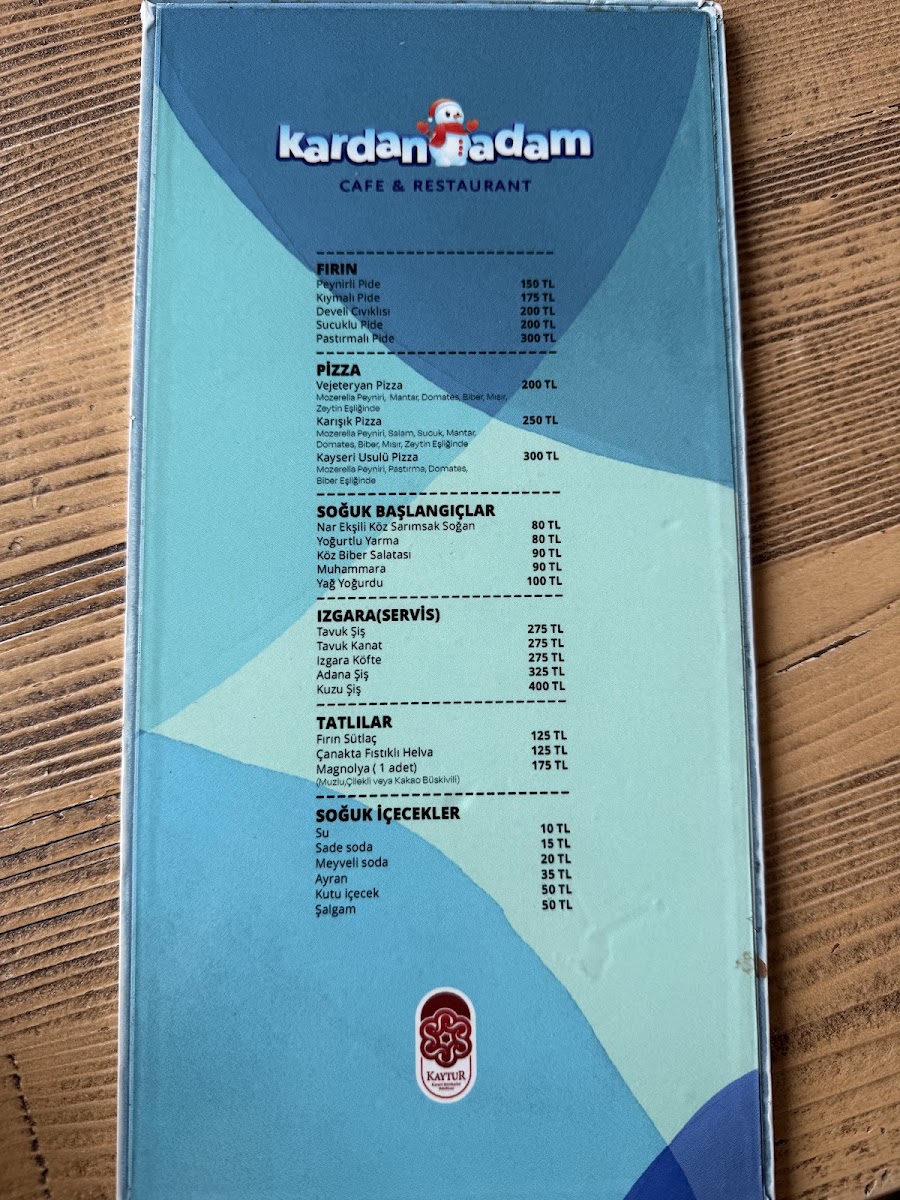 kardan adam
CAFE & RESTAURANT
FIRIN
Peynirli Pide 150 TL
Kıymalı Pide 175 TL
Develi Cıvıklısı 200 TL
Sucuklu Pide 200 TL
Pastırmalı Pide 300 TL
PİZZA
Vejeteryan Pizza 200 TL
Mozerella Peyniri, Mantar, Domates, Biber, Mısır,
Zeytin Eşliğinde
Karışık Pizza 250 TL
Mozerella Peyniri, Salam, Sucuk, Mantar,
Domates, Biber, Mısır, Zeytin Eşliğinde
Kayseri Usulü Pizza 300 TL
Mozerella Peyniri, Pastırma, Domates,
Biber Eşliğinde
SOĞUK BAŞLANGIÇLAR
Nar Ekşili Köz Sarımsak Soğan 80 TL
Yoğurtlu Yarma 80 TL
Köz Biber Salatası 90 TL
Muhammara 90 TL
Yağ Yoğurdu 100 TL
IZGARA(SERVİS)
Tavuk Şiş 275 TL
Tavuk Kanat 275 TL
Izgara Köfte 275 TL
Adana Şiş 325 TL
Kuzu Şiş 400 TL
TATLILAR
Fırın Sütlaç 125 TL
Çanakta Fıstıklı Helva 125 TL
Magnolya ( 1 adet) 175 TL
(Muzlu,Çilekli veya Kakao Büskivili)
SOĞUK İÇECEKLER
Su 10 TL
Sade soda 15 TL
Meyveli soda 20 TL
Ayran 35 TL
Kutu içecek 50 TL
Şalgam 50 TL
KAYTUR